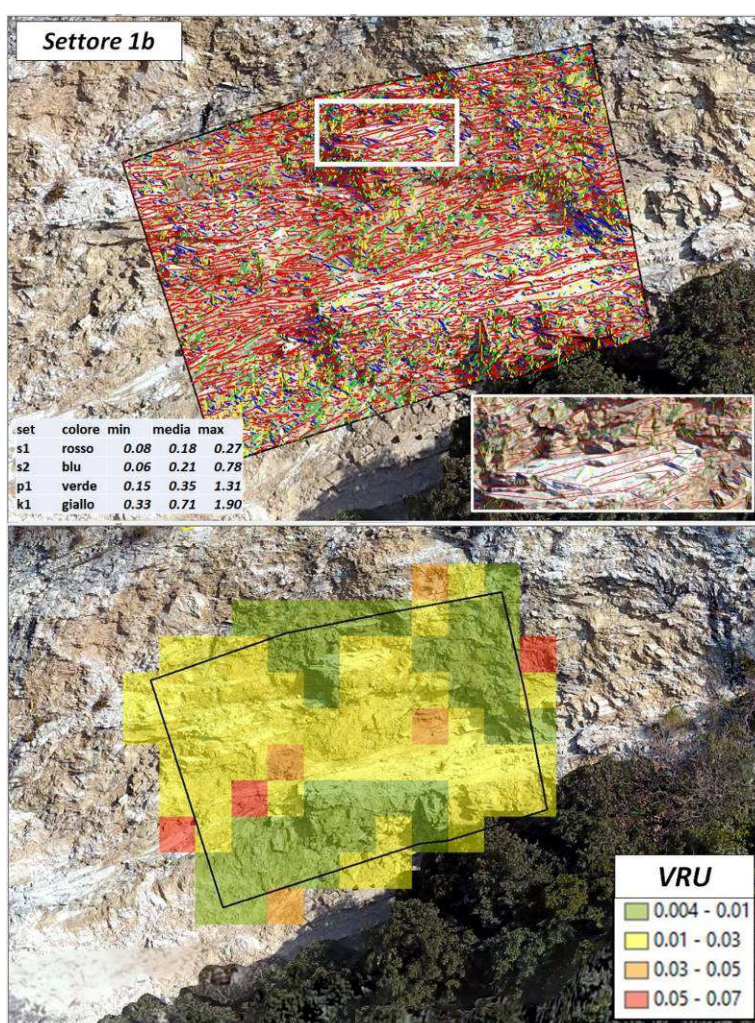 Settore 1b
set colore min media max
s1 rosso 0.08 0.18 0.27
s2 blu 0.06 0.21 0.78
p1 verde 0.15 0.35 1.31
k1 giallo 0.33 0.71 1.90
VRU
0.004 - 0.01
0.01 - 0.03
0.03 - 0.05
0.05 - 0.07